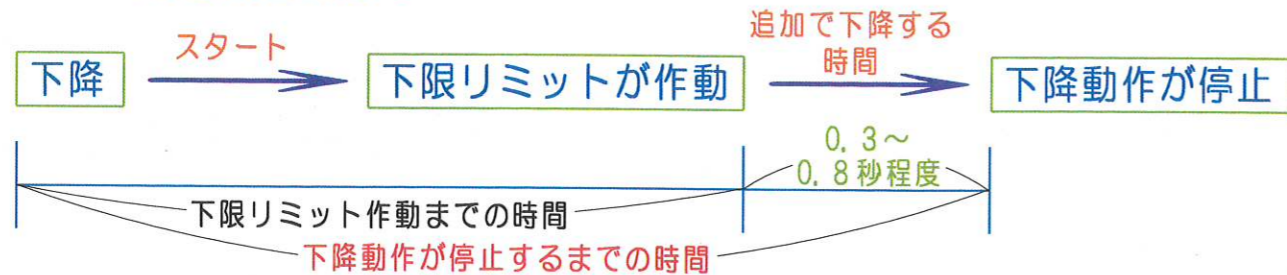 下降
スタート
下限リミットが作動
追加で下降する
時間
下降動作が停止
0.3～
0.8秒程度
下限リミット作動までの時間
下降動作が停止するまでの時間